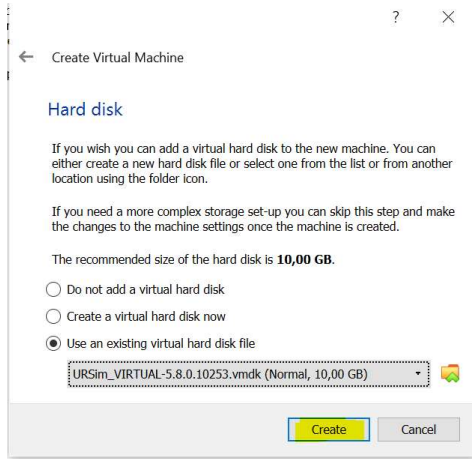 ?
Create Virtual Machine
Hard disk
If you wish you can add a virtual hard disk to the new machine. You can
either create a new hard disk file or select one from the list or from another
location using the folder icon.
If you need a more complex storage set-up you can skip this step and make
the changes to the machine settings once the machine is created.
The recommended size of the hard disk is 10,00 GB.
Do not add a virtual hard disk
Create a virtual hard disk now
Use an existing virtual hard disk file
URSim_VIRTUAL-5.8.0.10253.vmdk (Normal, 10,00 GB)
Create Cancel